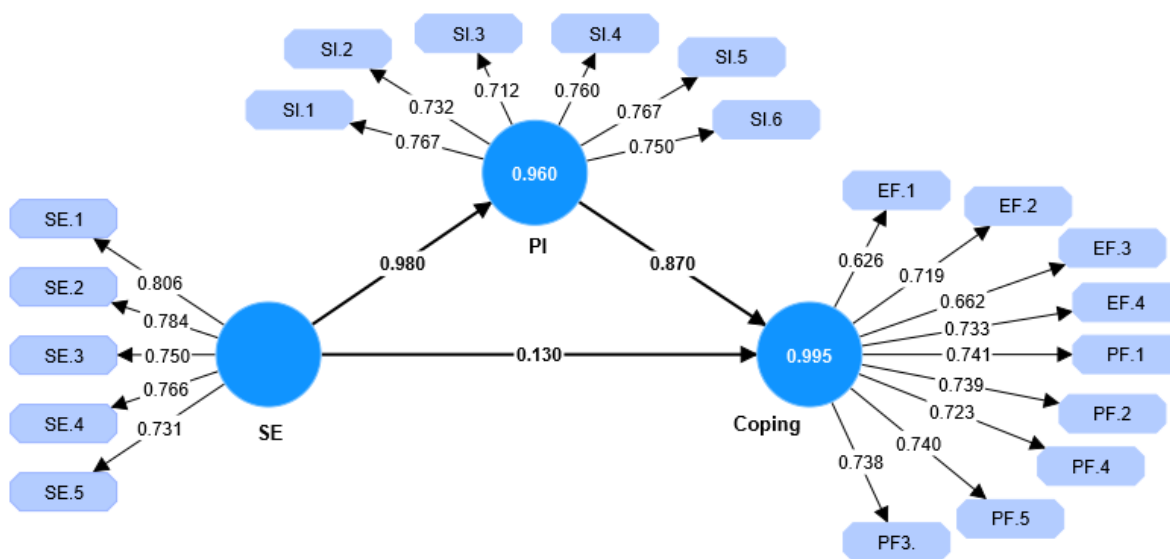 SI.1
SI.2
SI.3
SI.4
SI.5
SI.6
0.767
0.732
0.712
0.760
0.767
0.750
0.960
PI
SE.1
SE.2
SE.3
SE.4
SE.5
0.806
0.784
0.750
0.766
0.731
SE
0.980
0.870
0.130
0.995
Coping
EF.1
EF.2
EF.3
EF.4
PF.1
PF.2
PF.4
PF.5
PF3.
0.626
0.719
0.662
0.733
0.741
0.739
0.723
0.740
0.738